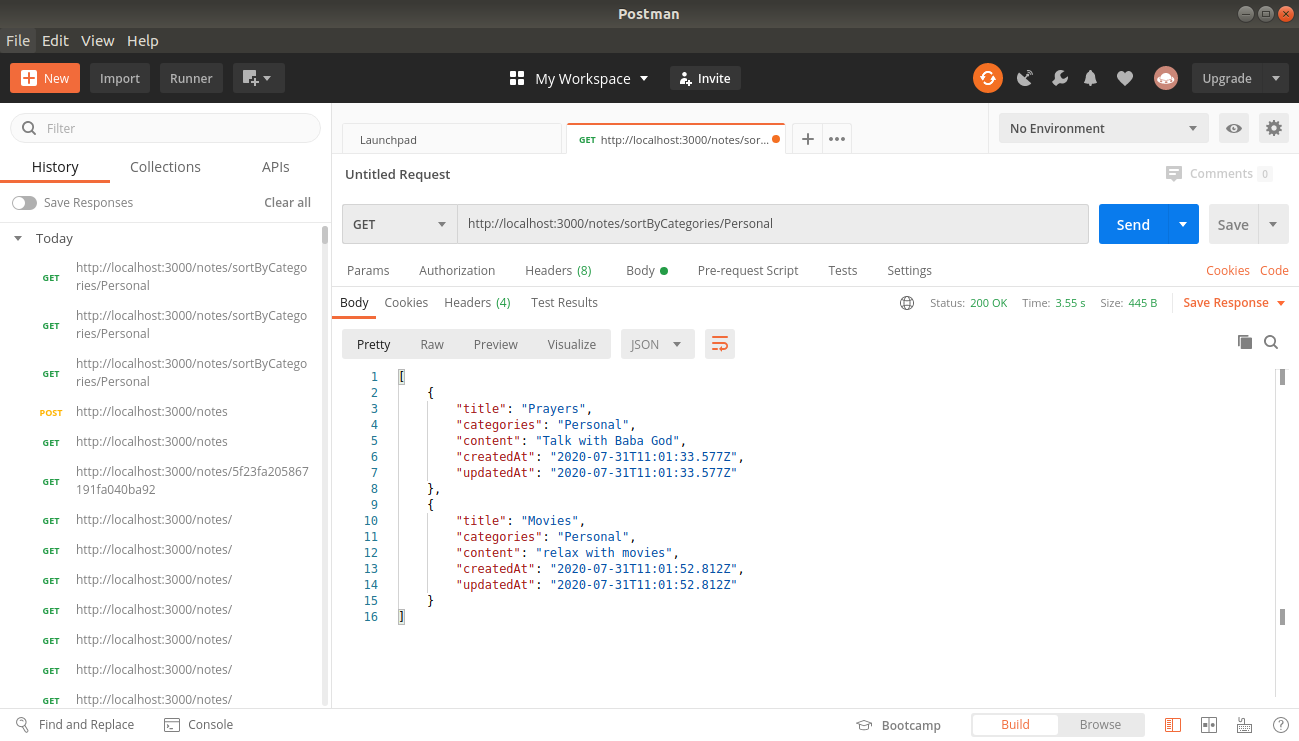 Postman
File Edit View Help
New Import Runner My Workspace Invite Upgrade
Filter
History Collections APIs
Save Responses Clear all
Today
GET http://localhost:3000/notes/sortByCatego
ries/Personal
GET http://localhost:3000/notes/sortByCatego
ries/Personal
GET http://localhost:3000/notes/sortByCatego
ries/Personal
POST http://localhost:3000/notes
GET http://localhost:3000/notes
GET http://localhost:3000/notes/5f23fa205867
191fa040ba92
GET http://localhost:3000/notes/
GET http://localhost:3000/notes/
GET http://localhost:3000/notes/
GET http://localhost:3000/notes/
GET http://localhost:3000/notes/
GET http://localhost:3000/notes/
GET http://localhost:3000/notes/
Launchpad GET http://localhost:3000/notes/sor... No Environment
Untitled Request Comments 0
GET http://localhost:3000/notes/sortByCategories/Personal Send Save
Params Authorization Headers (8) Body Pre-request Script Tests Settings Cookies Code
Body Cookies Headers (4) Test Results Status: 200 OK Time: 3.55 s Size: 445 B Save Response
Pretty Raw Preview Visualize JSON
1 [
2 {
3 "title": "Prayers",
4 "categories": "Personal",
5 "content": "Talk with Baba God",
6 "createdAt": "2020-07-31T11:01:33.577Z",
7 "updatedAt": "2020-07-31T11:01:33.577Z"
8 },
9 {
10 "title": "Movies",
11 "categories": "Personal",
12 "content": "relax with movies",
13 "createdAt": "2020-07-31T11:01:52.812Z",
14 "updatedAt": "2020-07-31T11:01:52.812Z"
15 }
16 ]
Find and Replace Console Bootcamp Build Browse